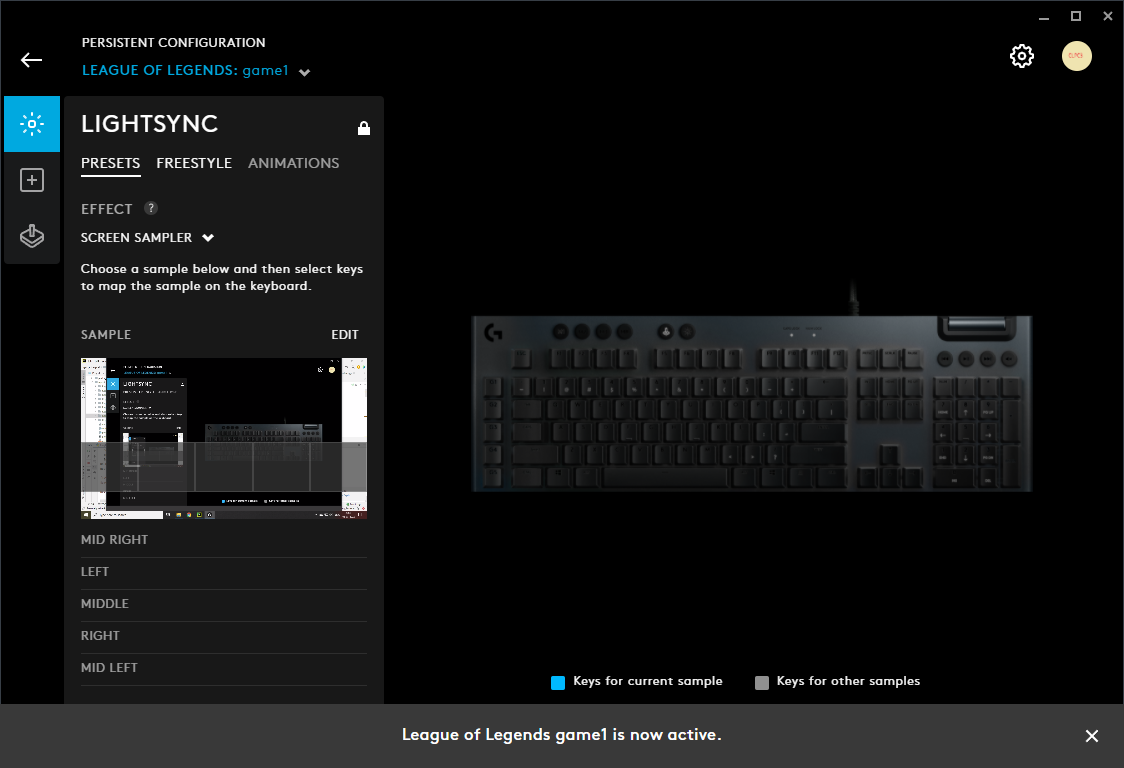 PERSISTENT CONFIGURATION
LEAGUE OF LEGENDS: game1
LIGHTSYNC
PRESETS FREESTYLE ANIMATIONS
EFFECT ?
SCREEN SAMPLER
Choose a sample below and then select keys
to map the sample on the keyboard.
SAMPLE EDIT
LIGHTSYNC
MID RIGHT
LEFT
MIDDLE
RIGHT
MID LEFT
Keys for current sample Keys for other samples
League of Legends game1 is now active.